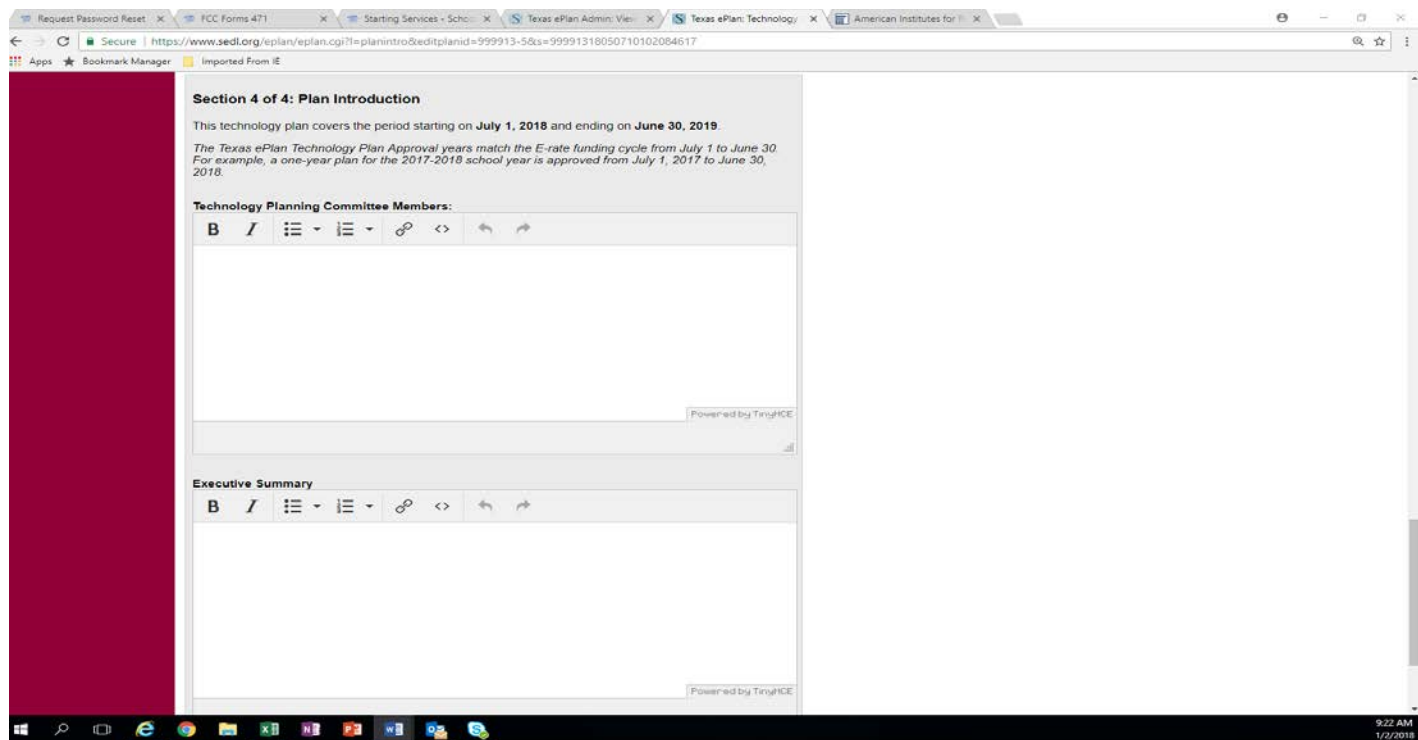 Request Password Reset
FCC Forms 471
Starting Services - Schoo
Texas ePlan Admin: View
Texas ePlan: Technology
American Institutes for
Secure | https://www.sedl.org/eplan/eplan.cgi?l=planintro&editplanid=999913-5&s=99991318050710102084617
Apps Bookmark Manager Imported From IE
Section 4 of 4: Plan Introduction
This technology plan covers the period starting on July 1, 2018 and ending on June 30, 2019.
The Texas ePlan Technology Plan Approval years match the E-rate funding cycle from July 1 to June 30.
For example, a one-year plan for the 2017-2018 school year is approved from July 1, 2017 to June 30,
2018.
Technology Planning Committee Members:
B I
Powered by TinyMCE
Executive Summary
B I
Powered by TinyMCE
9:22 AM
1/2/2018